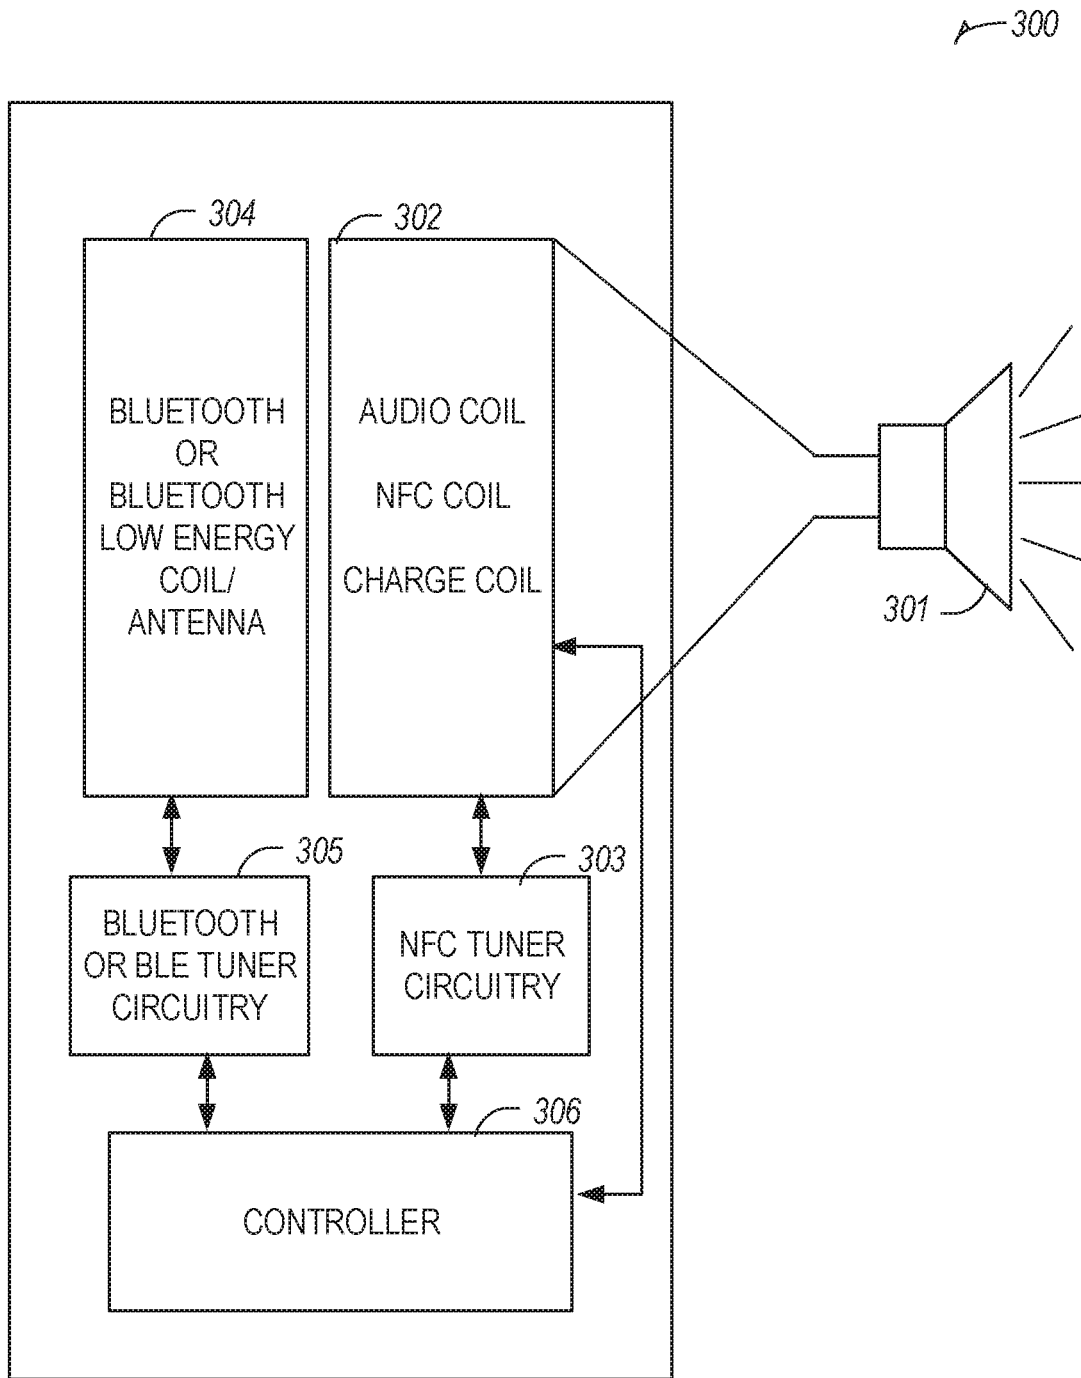 300
304
302
BLUETOOTH
OR
BLUETOOTH
LOW ENERGY
COIL/
ANTENNA
AUDIO COIL
NFC COIL
CHARGE COIL
301
305
303
BLUETOOTH
OR BLE TUNER
CIRCUITRY
NFC TUNER
CIRCUITRY
306
CONTROLLER